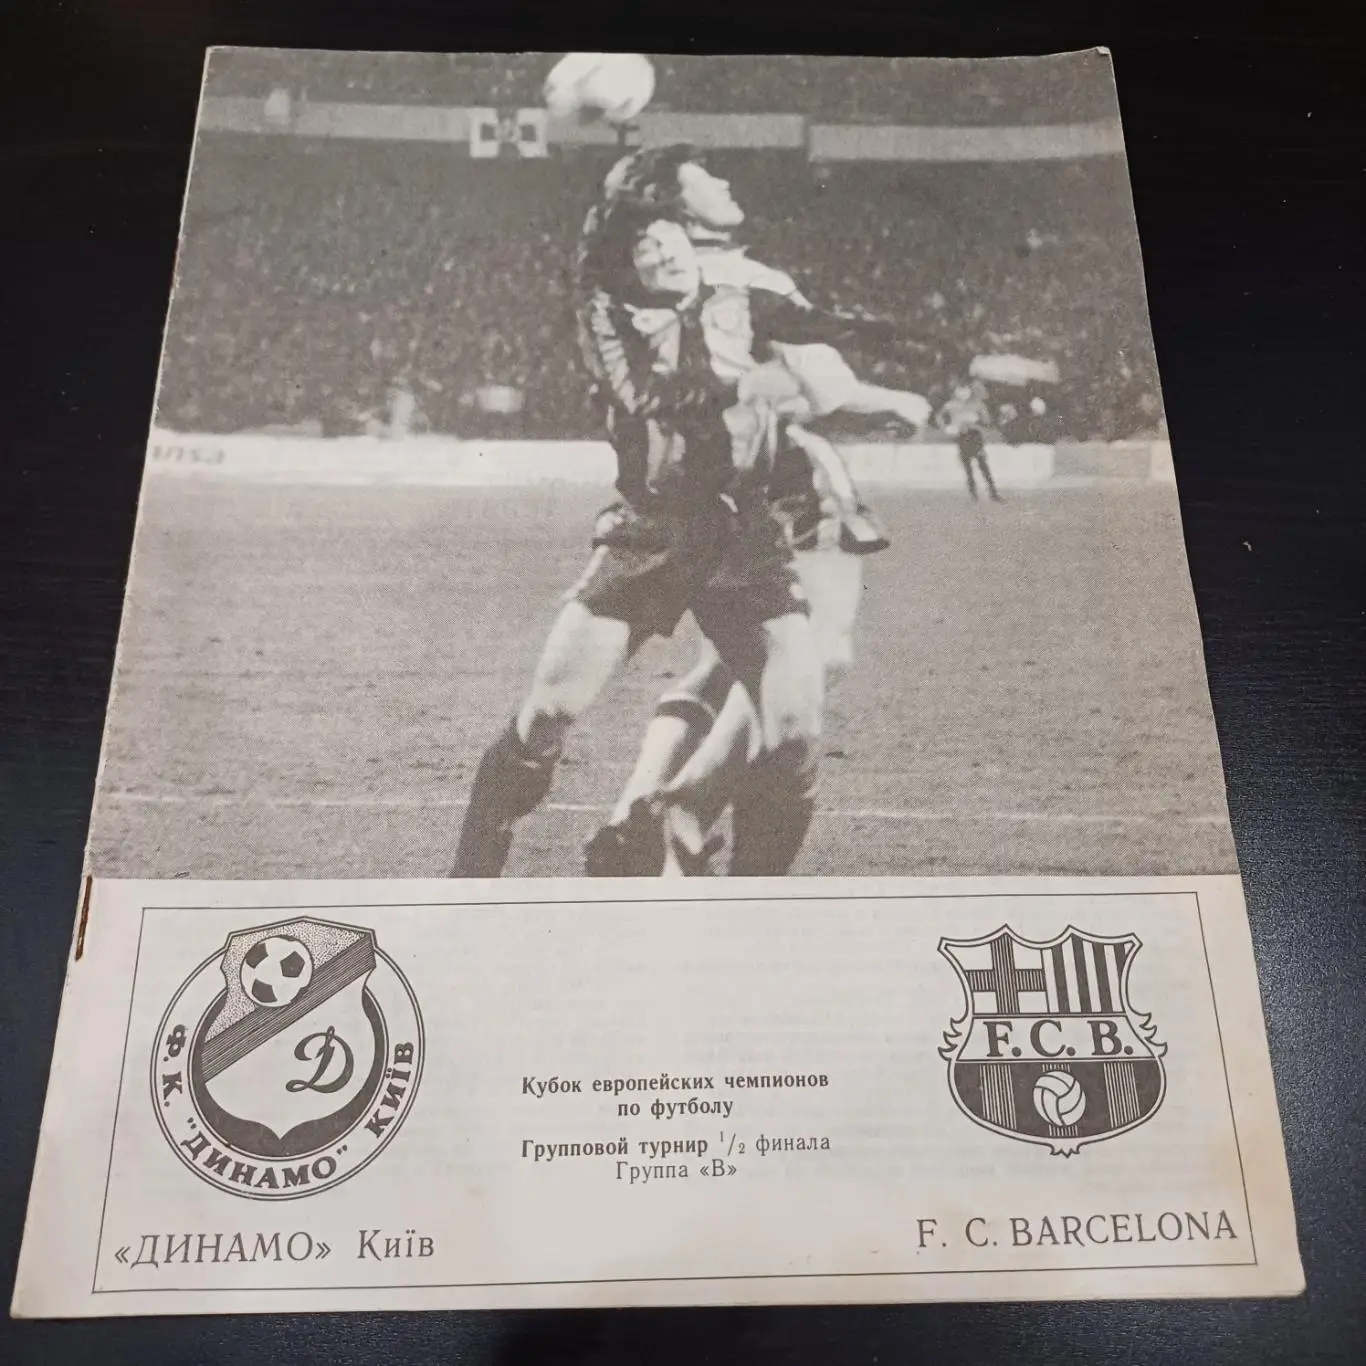 Ф.К. "ДИНАМО" КИЇВ
Д
F. C. B.
Кубок европейских чемпионов
по футболу
Групповой турнир 1/2 финала
Группа «В»
«ДИНАМО» Київ
F. C. BARCELONA